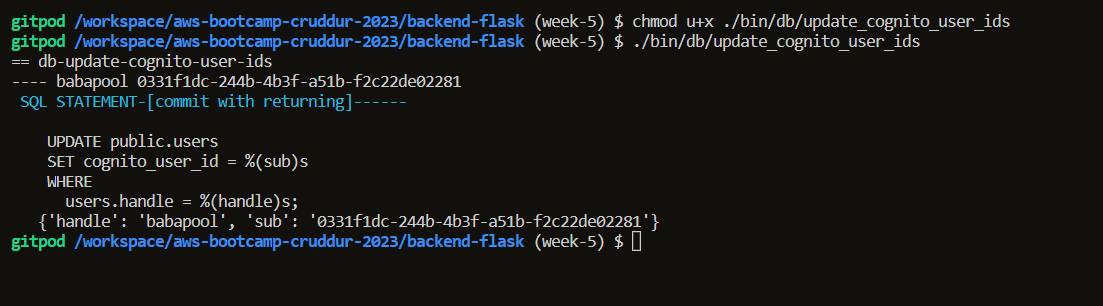 gitpod /workspace/aws-bootcamp-cruddur-2023/backend-flask (week-5) $ chmod u+x ./bin/db/update_cognito_user_ids
gitpod /workspace/aws-bootcamp-cruddur-2023/backend-flask (week-5) $ ./bin/db/update_cognito_user_ids
== db-update-cognito-user-ids
---- babapool 0331f1dc-244b-4b3f-a51b-f2c22de02281
 SQL STATEMENT-[commit with returning]------
    UPDATE public.users
    SET cognito_user_id = %(sub)s
    WHERE
      users.handle = %(handle)s;
   {'handle': 'babapool', 'sub': '0331f1dc-244b-4b3f-a51b-f2c22de02281'}
gitpod /workspace/aws-bootcamp-cruddur-2023/backend-flask (week-5) $